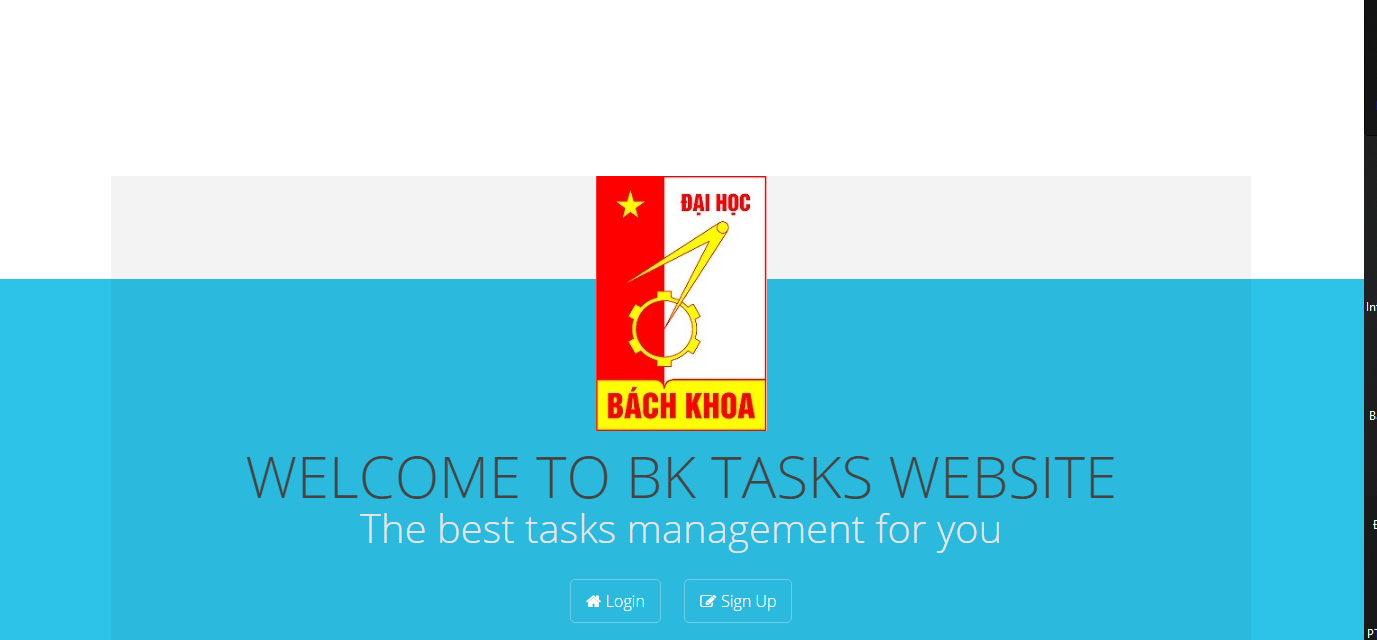 ĐẠI HỌC
BÁCH KHOA
WELCOME TO BK TASKS WEBSITE
The best tasks management for you
Login
Sign Up